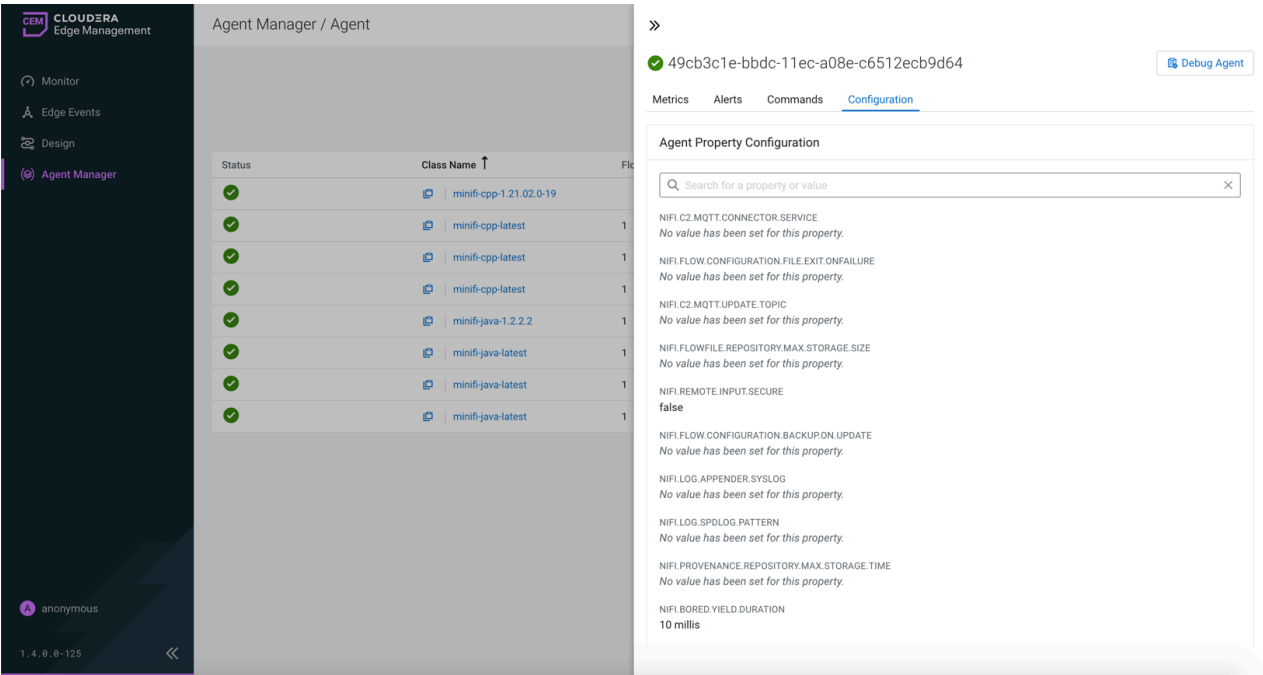 CEM
CLOUDERA
Edge Management
Monitor
Edge Events
Design
Agent Manager
A anonymous
1.4.0.0-125
Agent Manager / Agent
Status Class Name Flo
minifi-cpp-1.21.02.0-19
minifi-cpp-latest 1
minifi-cpp-latest 1
minifi-cpp-latest 1
minifi-java-1.2.2.2 1
minifi-java-latest 1
minifi-java-latest 1
minifi-java-latest 1
49cb3c1e-bbdc-11ec-a08e-c6512ecb9d64
Debug Agent
Metrics Alerts Commands Configuration
Agent Property Configuration
Search for a property or value
NIFI.C2.MQTT.CONNECTOR.SERVICE
No value has been set for this property.
NIFI.FLOW.CONFIGURATION.FILE.EXIT.ONFAILURE
No value has been set for this property.
NIFI.C2.MQTT.UPDATE.TOPIC
No value has been set for this property.
NIFI.FLOWFILE.REPOSITORY.MAX.STORAGE.SIZE
No value has been set for this property.
NIFI.REMOTE.INPUT.SECURE
false
NIFI.FLOW.CONFIGURATION.BACKUP.ON.UPDATE
No value has been set for this property.
NIFI.LOG.APPENDER.SYSLOG
No value has been set for this property.
NIFI.LOG.SPDLOG.PATTERN
No value has been set for this property.
NIFI.PROVENANCE.REPOSITORY.MAX.STORAGE.TIME
No value has been set for this property.
NIFI.BORED.YIELD.DURATION
10 millis